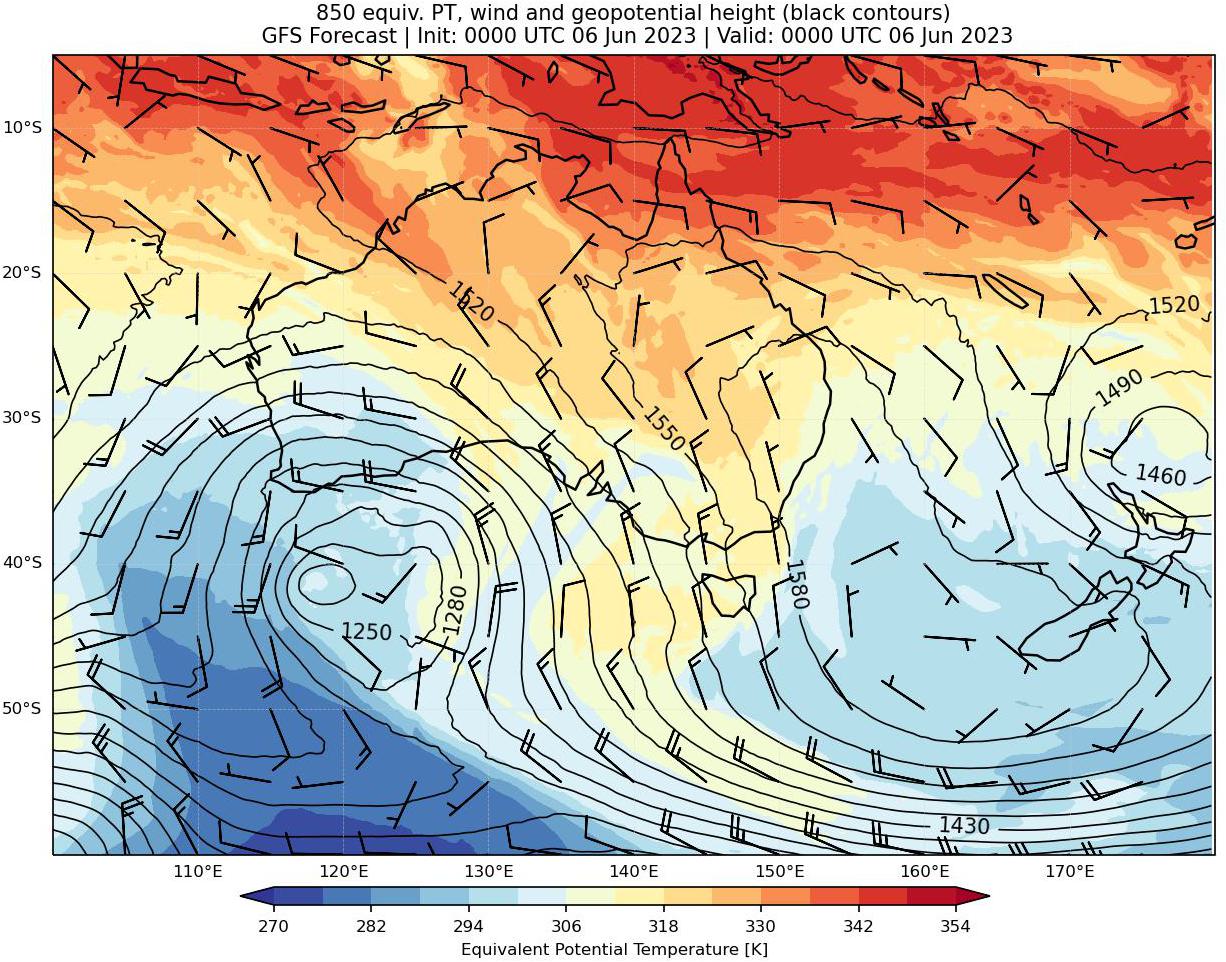 850 equiv. PT, wind and geopotential height (black contours)
GFS Forecast | Init: 0000 UTC 06 Jun 2023 | Valid: 0000 UTC 06 Jun 2023
10°S
20°S
1520
1520
1490
30°S
1550
1460
40°S
1580
1280
1250
50°S
1430
110°E 120°E 130°E 140°E 150°E 160°E 170°E
270 282 294 306 318 330 342 354
Equivalent Potential Temperature [K]